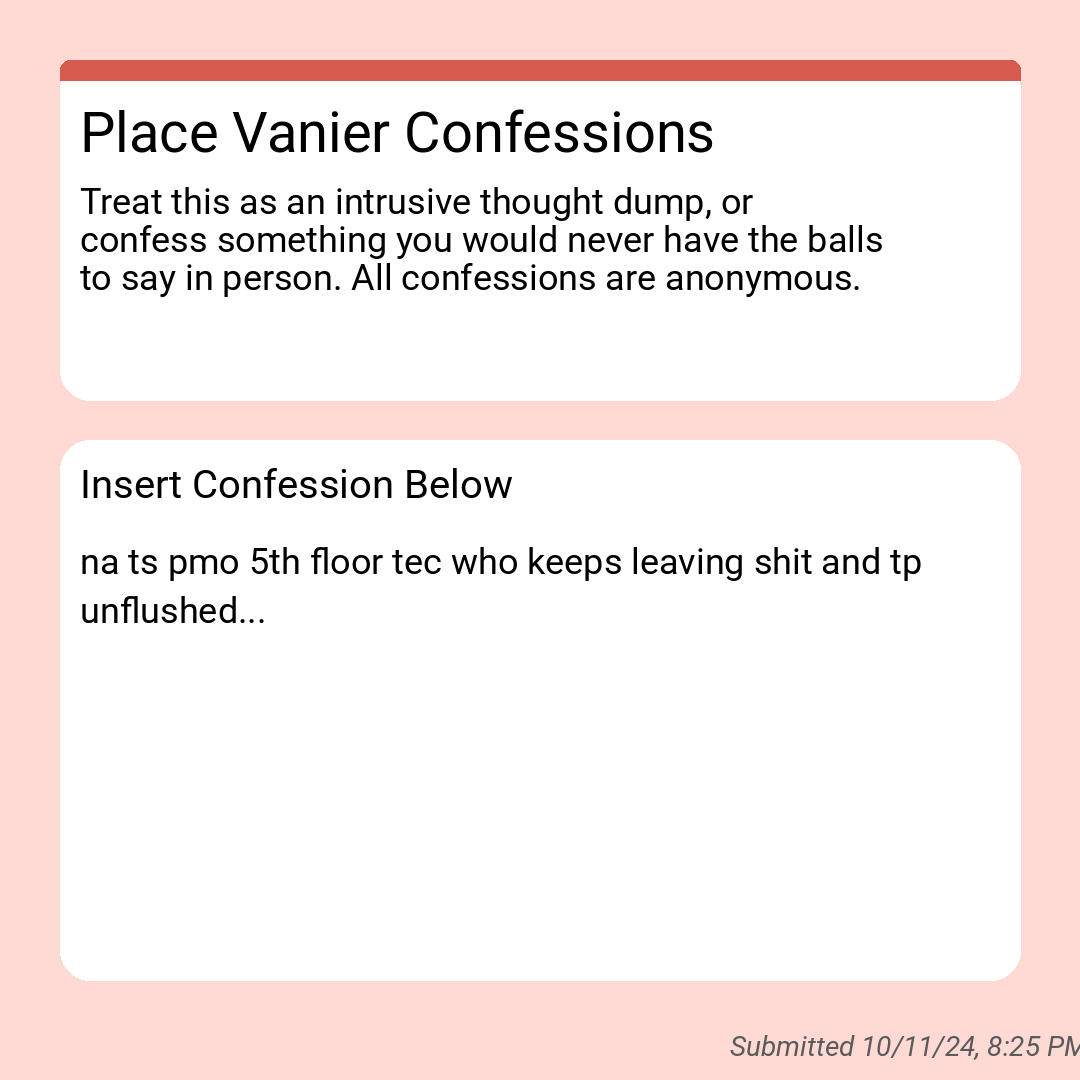 Place Vanier Confessions
Treat this as an intrusive thought dump, or
confess something you would never have the balls
to say in person. All confessions are anonymous.
Insert Confession Below
na ts pmo 5th floor tec who keeps leaving shit and tp
unflushed...
Submitted 10/11/24, 8:25 PM